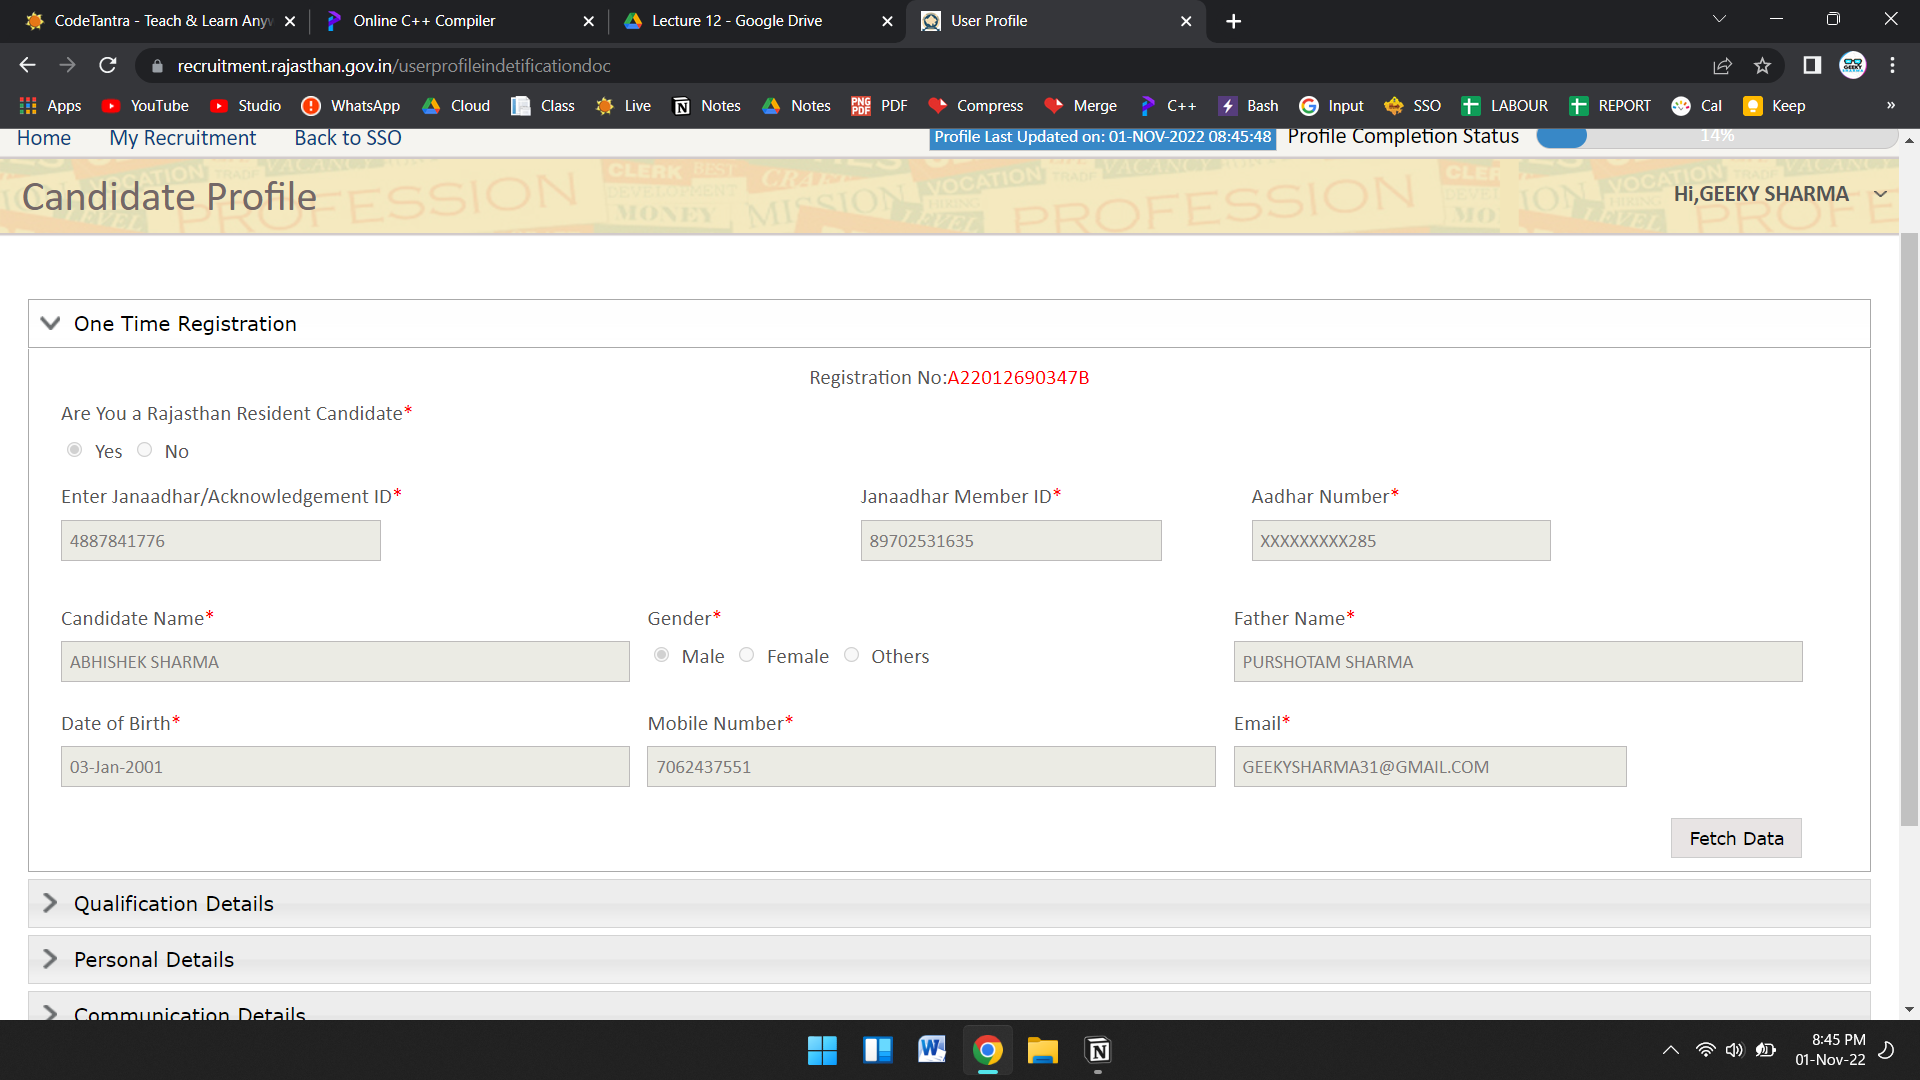 CodeTantra - Teach & Learn Any
Online C++ Compiler
Lecture 12 - Google Drive
User Profile
recruitment.rajasthan.gov.in/userprofileindetificationdoc
Apps YouTube Studio WhatsApp Cloud Class Live Notes Notes PDF Compress Merge C++ Bash Input SSO LABOUR REPORT Cal Keep »
Home My Recruitment Back to SSO Profile Last Updated on: 01-NOV-2022 08:45:48 Profile Completion Status 14%
Candidate Profile
Hi,GEEKY SHARMA
One Time Registration
Registration No:A22012690347B
Are You a Rajasthan Resident Candidate*
Yes No
Enter Janaadhar/Acknowledgement ID* Janaadhar Member ID* Aadhar Number*
4887841776 89702531635 XXXXXXXXX285
Candidate Name* Gender* Father Name*
ABHISHEK SHARMA Male Female Others PURSHOTAM SHARMA
Date of Birth* Mobile Number* Email*
03-Jan-2001 7062437551 GEEKYSHARMA31@GMAIL.COM
Fetch Data
Qualification Details
Personal Details
Communication Details
8:45 PM
01-Nov-22